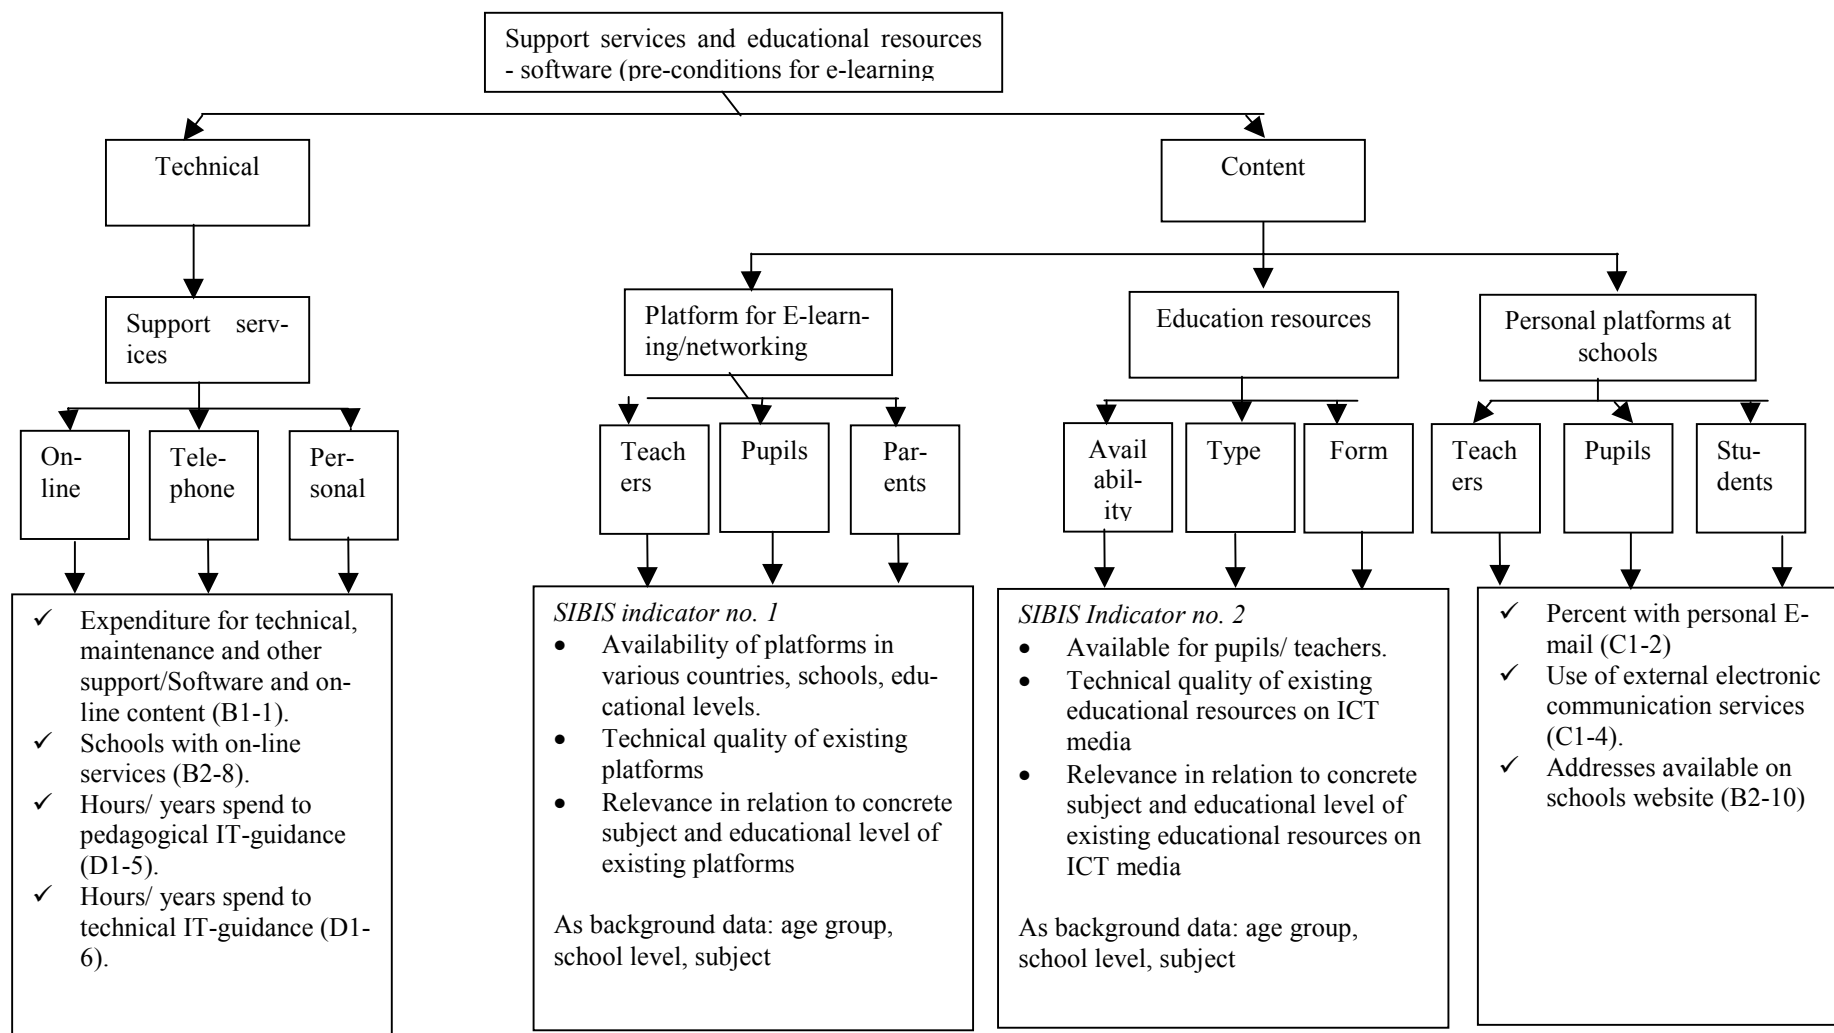 Support services and educational resources
- software (pre-conditions for e-learning
Technical
Content
Support serv-
ices
Platform for E-learn-
ing/networking
Education resources
Personal platforms at
schools
On-
line
Tele-
phone
Per-
sonal
Teach
ers
Pupils
Par-
ents
Avail
abil-
ity
Type
Form
Teach
ers
Pupils
Stu-
dents
✓ Expenditure for technical,
maintenance and other
support/Software and on-
line content (B1-1).
✓ Schools with on-line
services (B2-8).
✓ Hours/ years spend to
pedagogical IT-guidance
(D1-5).
✓ Hours/ years spend to
technical IT-guidance (D1-
6).
SIBIS indicator no. 1
• Availability of platforms in
various countries, schools, edu-
cational levels.
• Technical quality of existing
platforms
• Relevance in relation to concrete
subject and educational level of
existing platforms
As background data: age group,
school level, subject
SIBIS Indicator no. 2
• Available for pupils/ teachers.
• Technical quality of existing
educational resources on ICT
media
• Relevance in relation to concrete
subject and educational level of
existing educational resources on
ICT media
As background data: age group,
school level, subject
✓ Percent with personal E-
mail (C1-2)
✓ Use of external electronic
communication services
(C1-4).
✓ Addresses available on
schools website (B2-10)